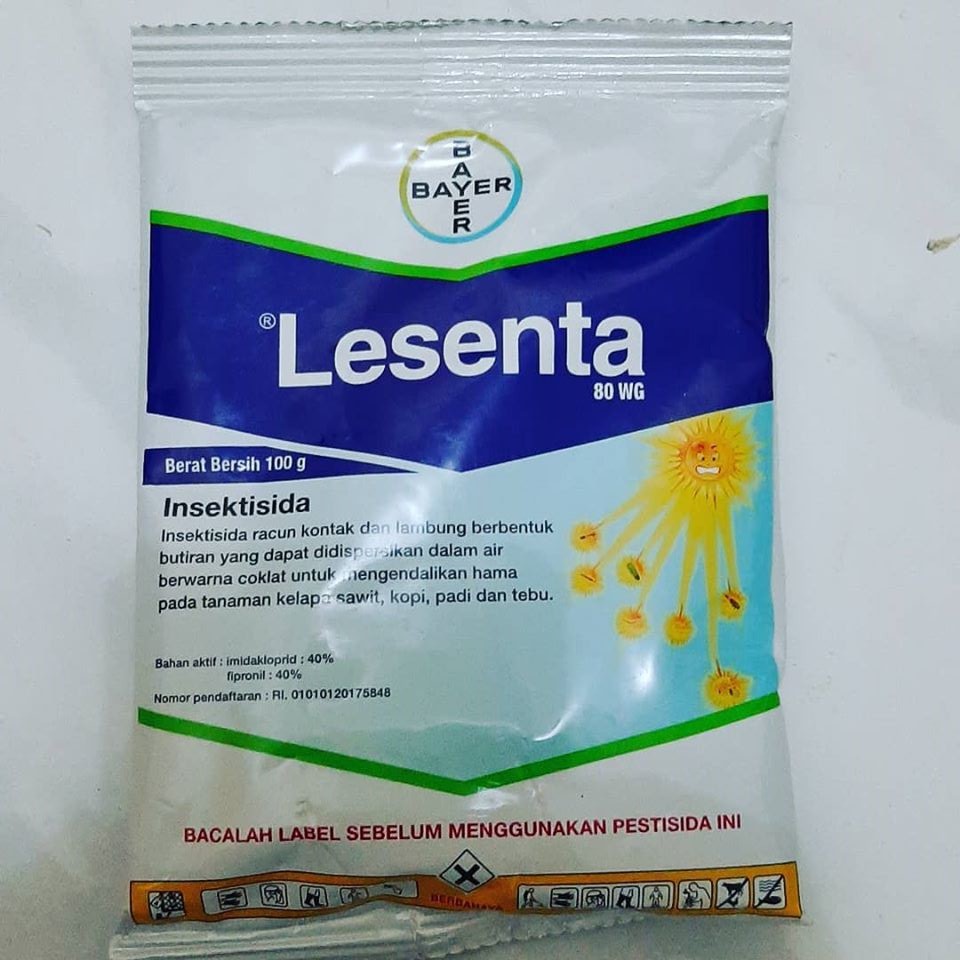 BAYER
BAYER
® Lesenta
80 WG
Berat Bersih 100 g
Insektisida
Insektisida racun kontak dan lambung berbentuk
butiran yang dapat didispersikan dalam air
berwarna coklat untuk mengendalikan hama
pada tanaman kelapa sawit, kopi, padi dan tebu.
Bahan aktif : imidakloprid : 40%
fipronil : 40%
Nomor pendaftaran : RI. 01010120175848
BACALAH LABEL SEBELUM MENGGUNAKAN PESTISIDA INI
BERBAHAYA